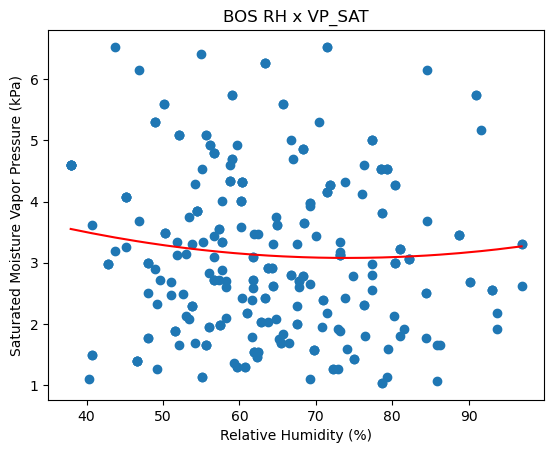 BOS RH x VP_SAT
Saturated Moisture Vapor Pressure (kPa)
6
5
4
3
2
1
40 50 60 70 80 90
Relative Humidity (%)